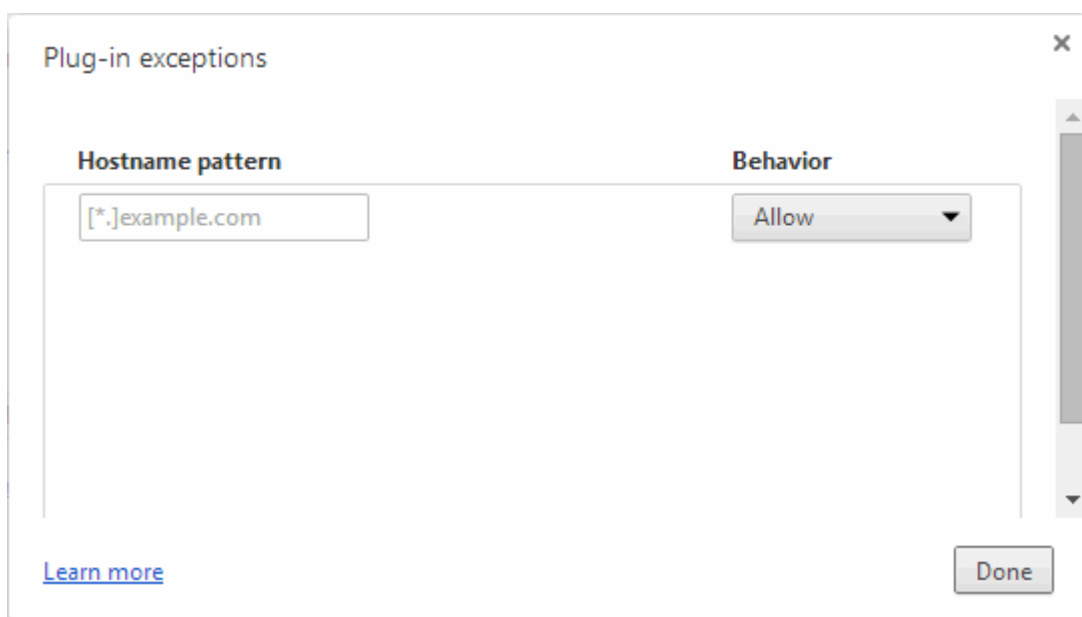 Plug-in exceptions
Hostname pattern Behavior
[*.]example.com Allow
Learn more Done